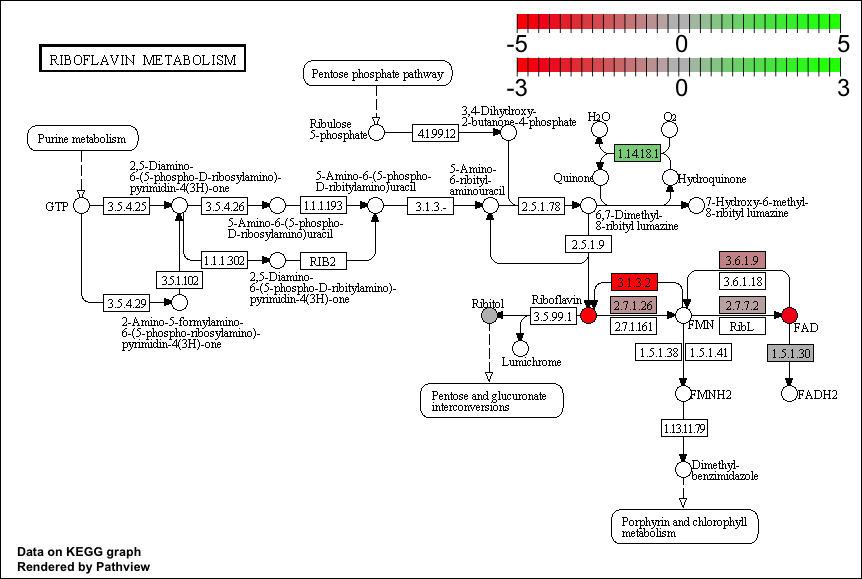 RIBOFLAVIN METABOLISM
-5 0 5
-3 0 3
Pentose phosphate pathway
Ribulose
5-phosphate
4.1.99.12
3,4-Dihydroxy-
2-butanone-4-phosphate
H2O
O2
1.14.18.1
Quinone
Hydroquinone
Purine metabolism
2,5-Diamino-
6-(5-phospho-D-ribosylamino)-
pyrimidin-4(3H)-one
5-Amino-6-(5-phospho-
D-ribitylamino)uracil
5-Amino-
6-ribityl-
aminouracil
GTP
3.5.4.25
3.5.4.26
1.1.1.193
3.1.3.-
2.5.1.78
7-Hydroxy-6-methyl-
8-ribityl lumazine
6,7-Dimethyl-
8-ribityl lumazine
5-Amino-6-(5-phospho-
D-ribosylamino)uracil
2.5.1.9
1.1.1.302
RIB2
2,5-Diamino-
6-(5-phospho-D-ribitylamino)-
pyrimidin-4(3H)-one
3.5.1.102
3.5.4.29
2-Amino-5-formylamino-
6-(5-phospho-ribosylamino)-
pyrimidin-4(3H)-one
3.6.1.9
3.6.1.18
3.1.3.2
Ribitol
Riboflavin
2.7.1.26
2.7.7.2
3.5.99.1
2.7.1.161
FMN
RibL
FAD
Lumichrome
1.5.1.38
1.5.1.41
1.5.1.30
Pentose and glucuronate
interconversions
FMNH2
FADH2
1.13.11.79
Dimethyl-
benzimidazole
Porphyrin and chlorophyll
metabolism
Data on KEGG graph
Rendered by Pathview